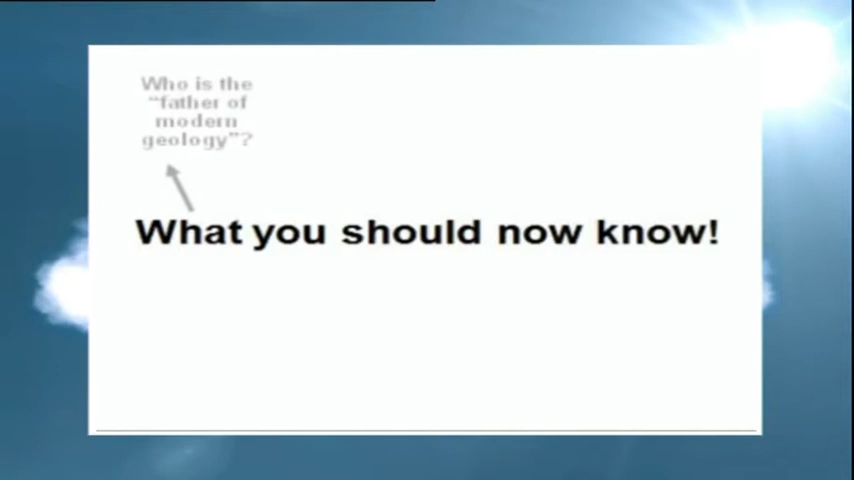 Who is the
“father of
modern
geology”?
What you should now know!